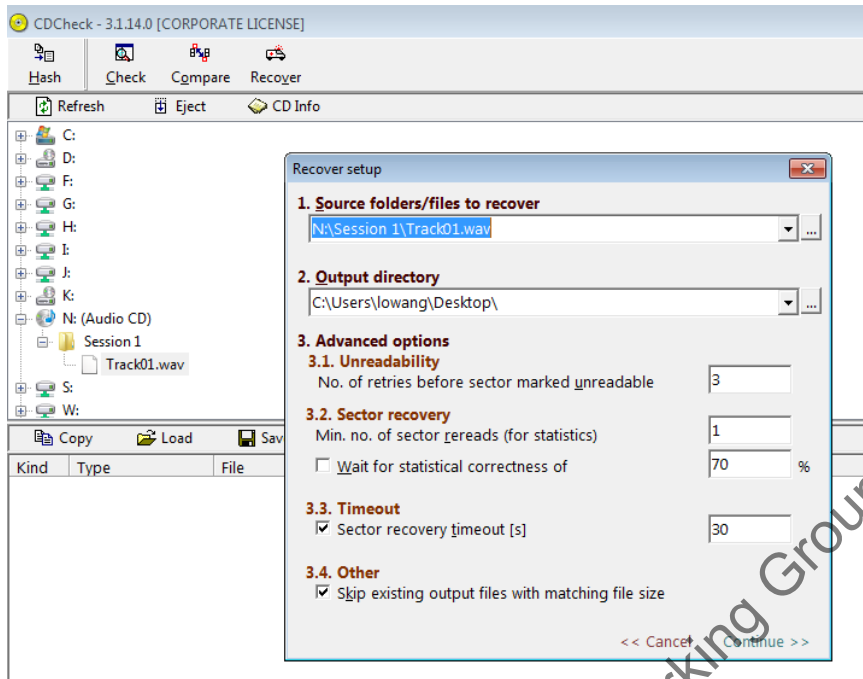 CDCheck - 3.1.14.0 [CORPORATE LICENSE]
Hash Check Compare Recover
Refresh Eject CD Info
C:
D:
F:
G:
H:
I:
J:
K:
N: (Audio CD)
Session 1
Track01.wav
S:
W:
Copy Load Sav
Kind Type File
Recover setup
1. Source folders/files to recover
N:\Session 1\Track01.wav
...
2. Output directory
C:\Users\lowang\Desktop\
...
3. Advanced options
3.1. Unreadability
No. of retries before sector marked unreadable 3
3.2. Sector recovery
Min. no. of sector rereads (for statistics) 1
Wait for statistical correctness of 70 %
3.3. Timeout
Sector recovery timeout [s] 30
3.4. Other
Skip existing output files with matching file size
<< Cancel Continue >>
king Grou